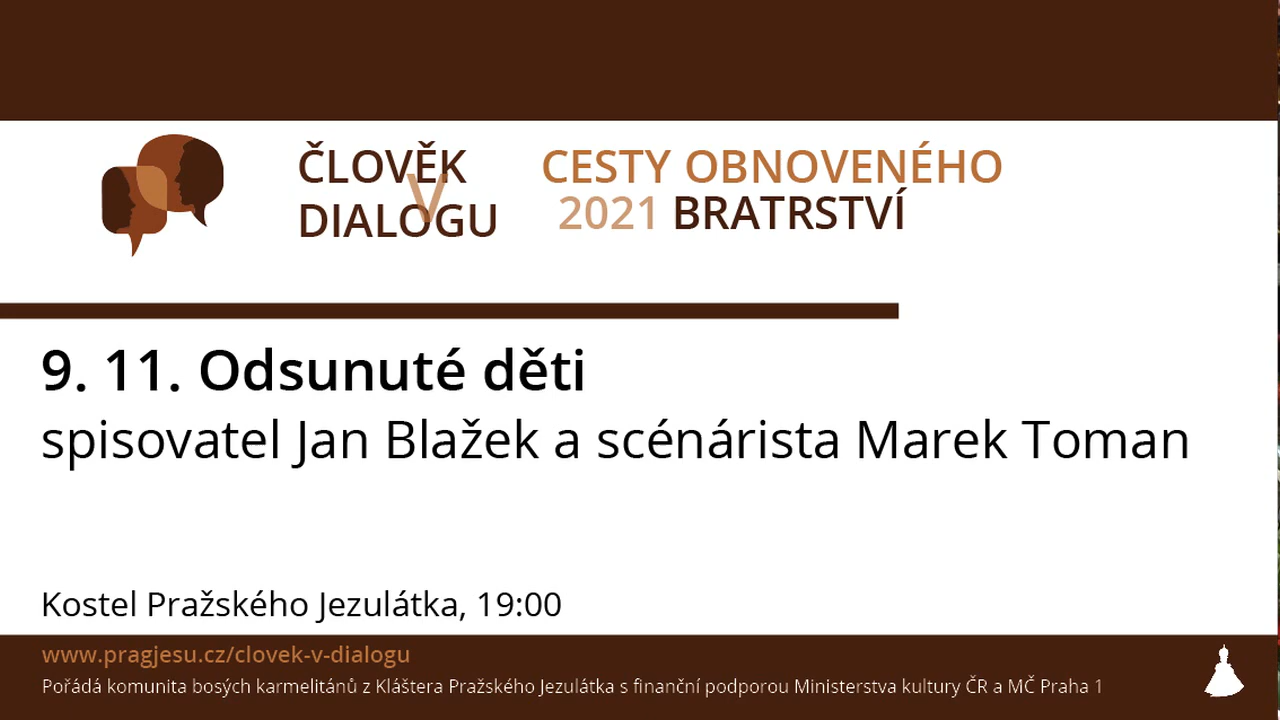 ČLOVĚK
V
DIALOGU
CESTY OBNOVENÉHO
2021 BRATRSTVÍ
9. 11. Odsunuté děti
spisovatel Jan Blažek a scénárista Marek Toman
Kostel Pražského Jezulátka, 19:00
www.pragjesu.cz/clovek-v-dialogu
Pořádá komunita bosých karmelitánů z Kláštera Pražského Jezulátka s finanční podporou Ministerstva kultury ČR a MČ Praha 1